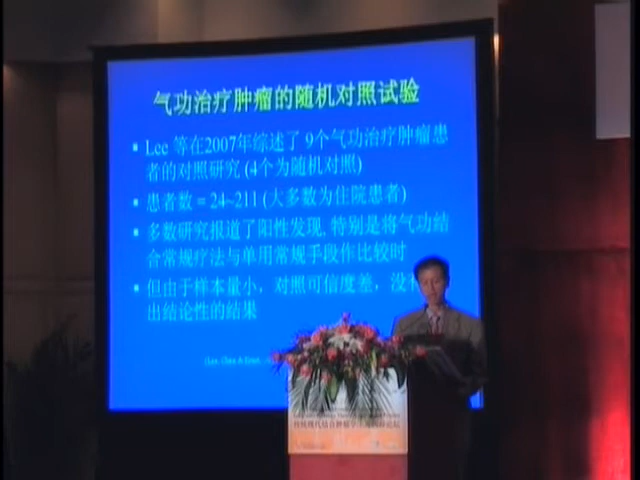 气功治疗肿瘤的随机对照试验
Lee 等在2007年综述了 9个气功治疗肿瘤患
者的对照研究 (4个为随机对照)
患者数 = 24~211 (大多数为住院患者)
多数研究报道了阳性发现, 特别是将气功结
合常规疗法与单用常规手段作比较时
但由于样本量小，对照可信度差，没
出结论性的结果
(Lee, Chen &